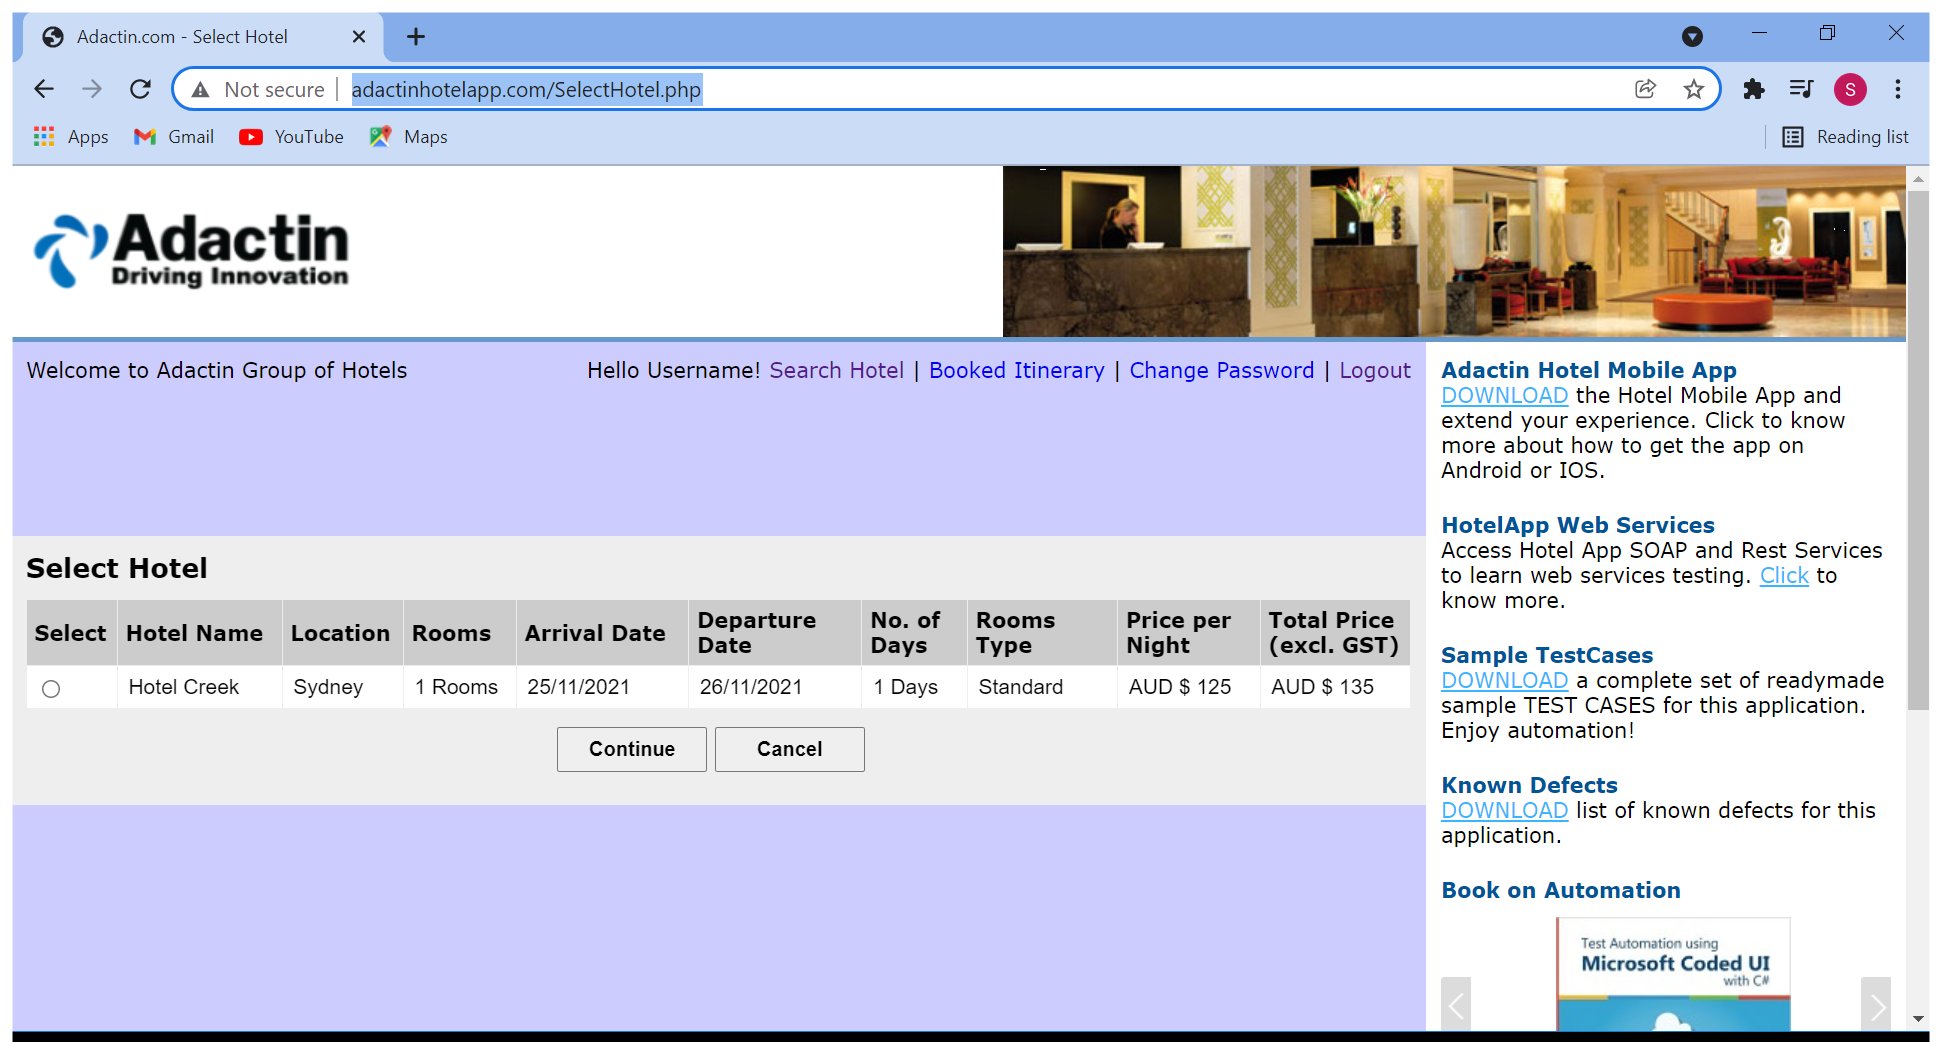 Adactin.com - Select Hotel
Not secure adactinhotelapp.com/SelectHotel.php
S
Apps Gmail YouTube Maps Reading list
Adactin
Driving Innovation
Welcome to Adactin Group of Hotels
Hello Username! Search Hotel | Booked Itinerary | Change Password | Logout
Select Hotel
Select Hotel Name Location Rooms Arrival Date Departure Date No. of Days Rooms Type Price per Night Total Price (excl. GST)
Hotel Creek Sydney 1 Rooms 25/11/2021 26/11/2021 1 Days Standard AUD $ 125 AUD $ 135
Continue Cancel
Adactin Hotel Mobile App
DOWNLOAD the Hotel Mobile App and
extend your experience. Click to know
more about how to get the app on
Android or IOS.
HotelApp Web Services
Access Hotel App SOAP and Rest Services
to learn web services testing. Click to
know more.
Sample TestCases
DOWNLOAD a complete set of readymade
sample TEST CASES for this application.
Enjoy automation!
Known Defects
DOWNLOAD list of known defects for this
application.
Book on Automation
Test Automation using
Microsoft Coded UI
with C#